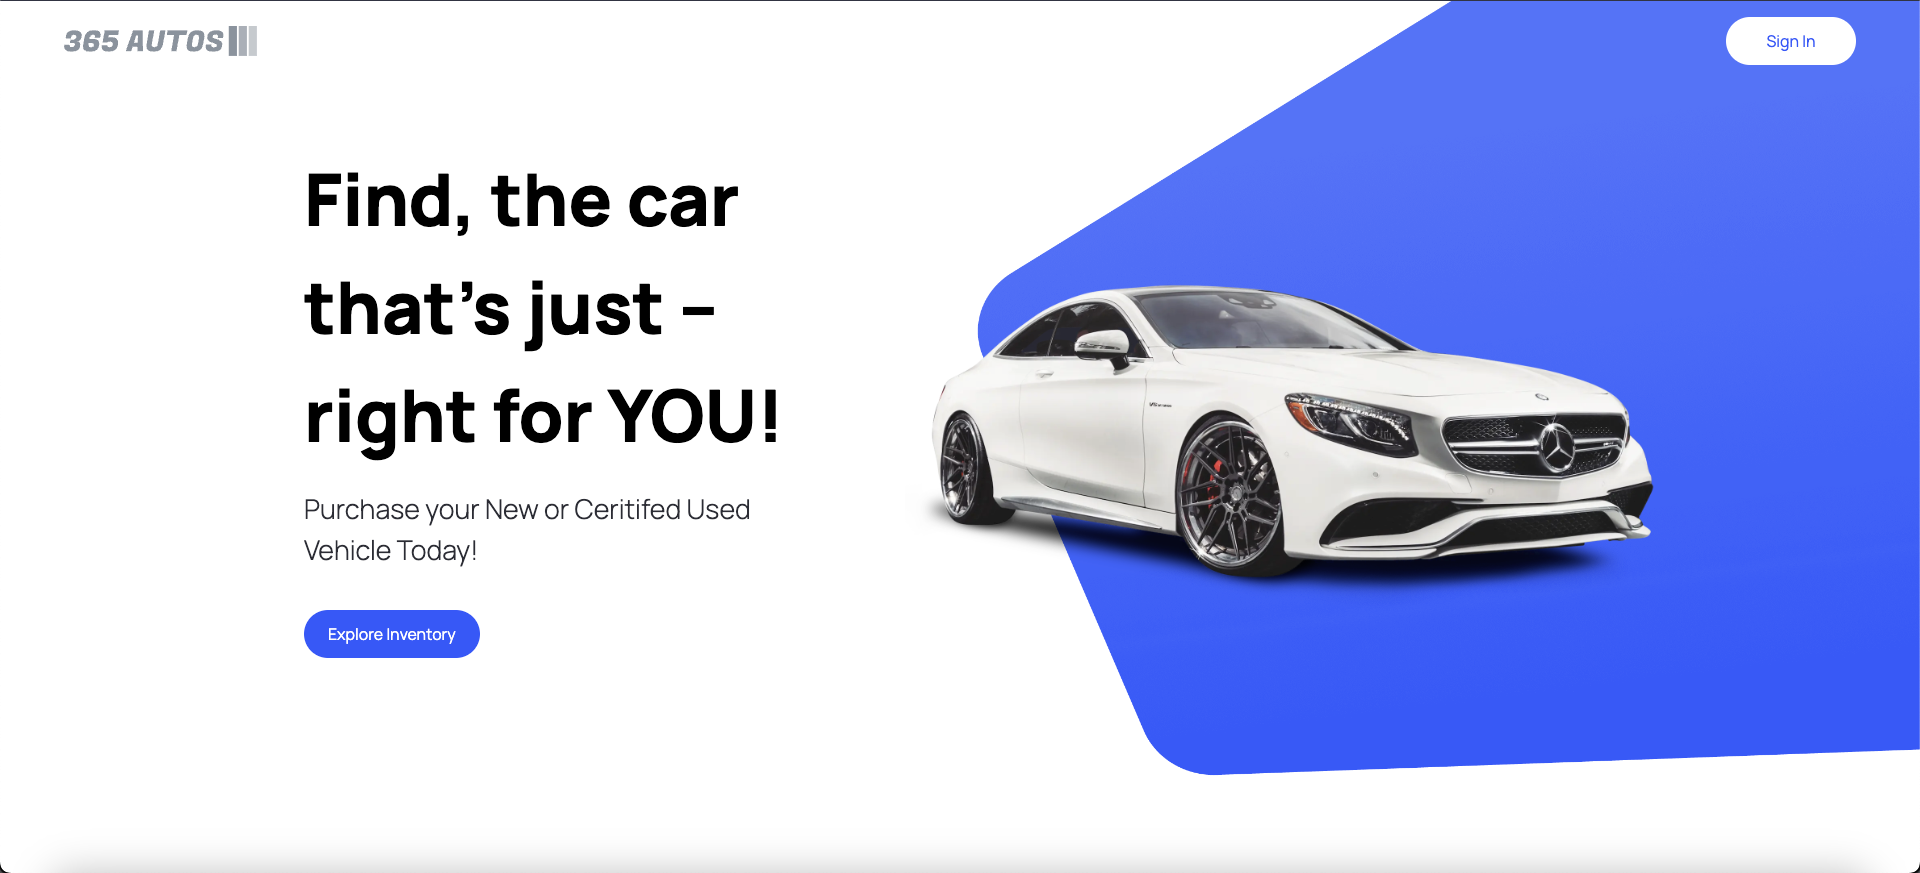 365 AUTOS
Sign In
Find, the car
that's just –
right for YOU!
Purchase your New or Ceritifed Used
Vehicle Today!
Explore Inventory